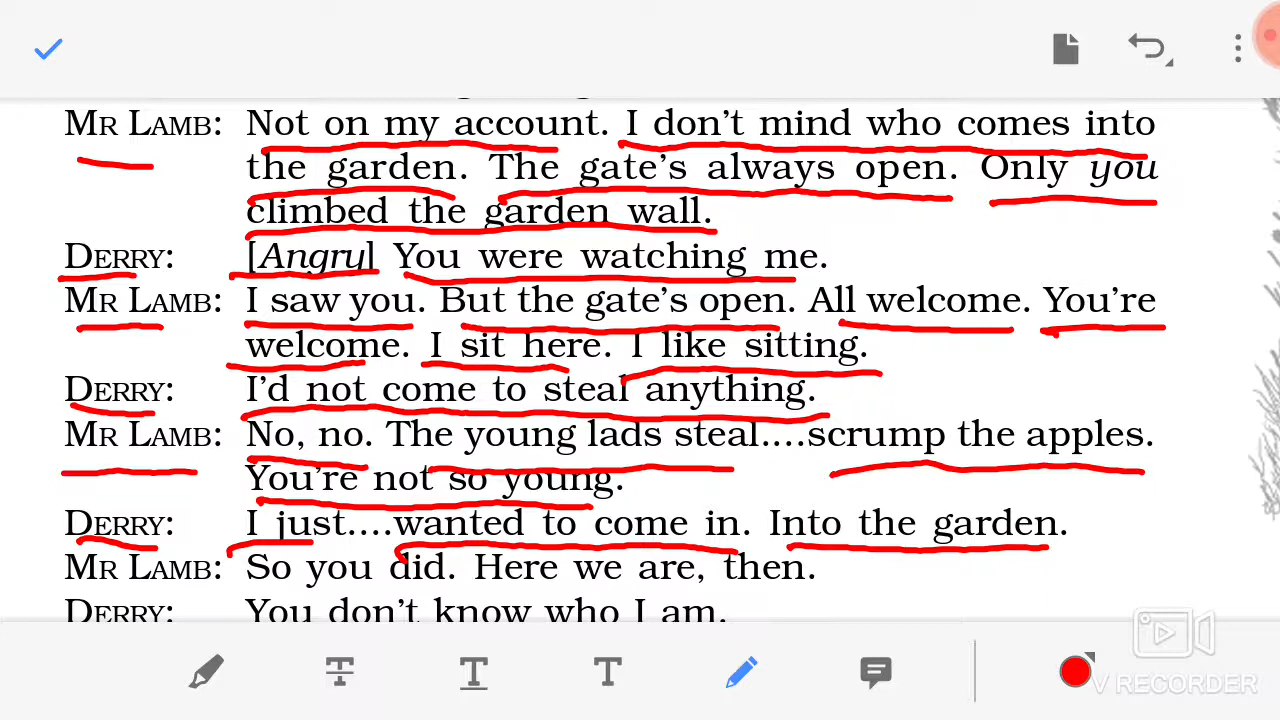 MR LAMB: Not on my account. I don't mind who comes into
the garden. The gate's always open. Only you
climbed the garden wall.
DERRY: [Angry] You were watching me.
MR LAMB: I saw you. But the gate's open. All welcome. You're
welcome. I sit here. I like sitting.
DERRY: I'd not come to steal anything.
MR LAMB: No, no. The young lads steal....scrump the apples.
You're not so young.
DERRY: I just....wanted to come in. Into the garden.
MR LAMB: So you did. Here we are, then.
DERRY: You don't know who I am.
T T T
V RECORDER